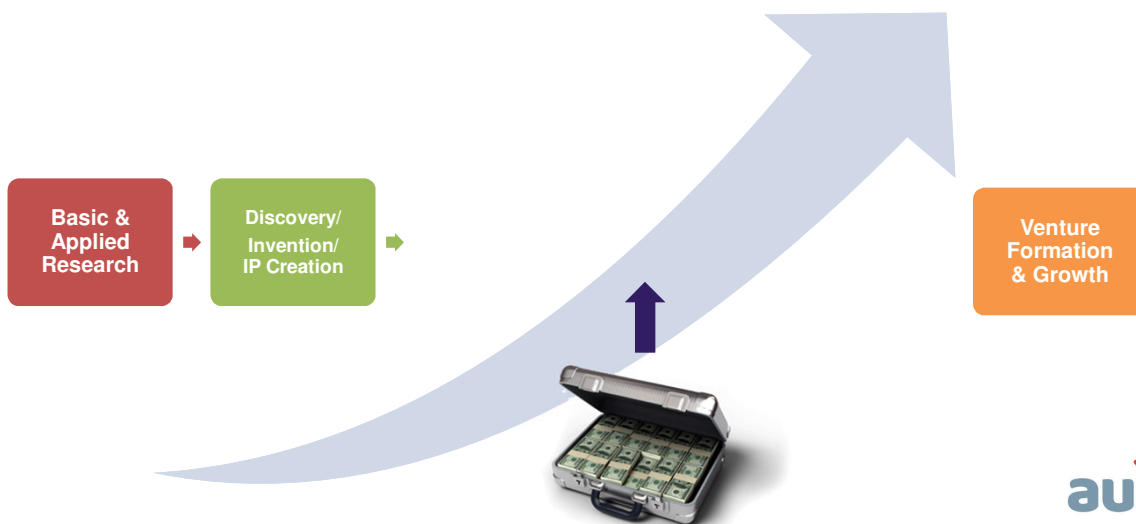 Basic &
Applied
Research
Discovery/
Invention/
IP Creation
Venture
Formation
& Growth
au